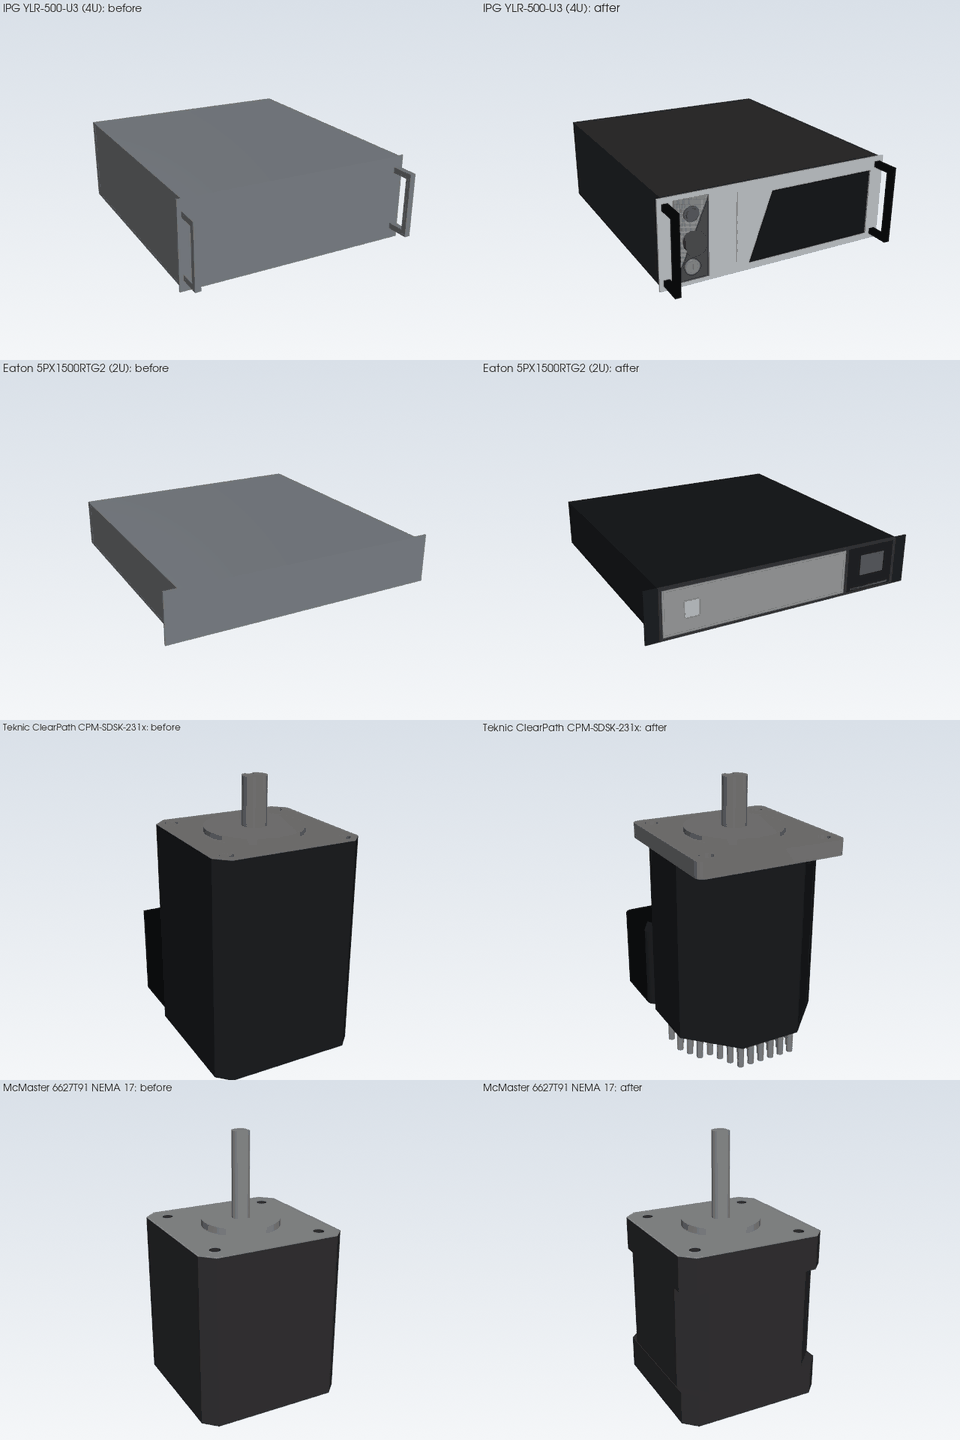 IPG YLR-500-U3 (4U): before
IPG YLR-500-U3 (4U): after
Eaton 5PX1500RTG2 (2U): before
Eaton 5PX1500RTG2 (2U): after
Teknic ClearPath CPM-SDSK-231x: before
Teknic ClearPath CPM-SDSK-231x: after
McMaster 6627T91 NEMA 17: before
McMaster 6627T91 NEMA 17: after